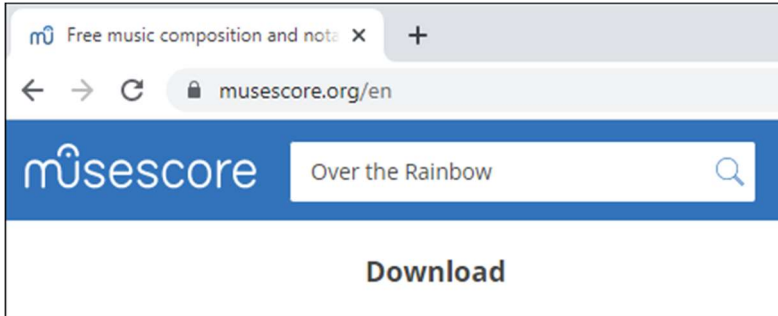 Free music composition and nota
musescore.org/en
musescore
Over the Rainbow
Download